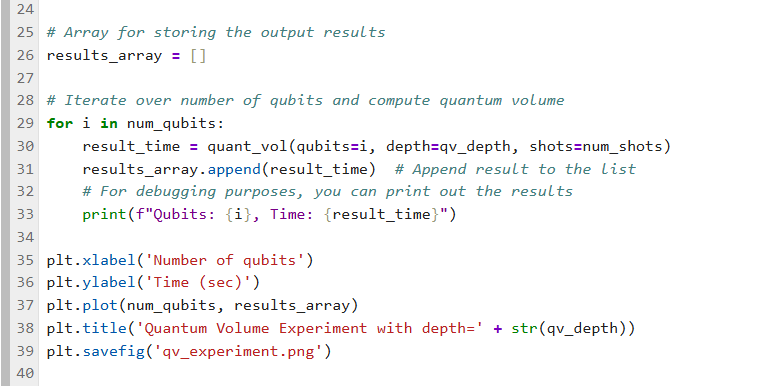 24
25 # Array for storing the output results
26 results_array = []
27
28 # Iterate over number of qubits and compute quantum volume
29 for i in num_qubits:
30     result_time = quant_vol(qubits=i, depth=qv_depth, shots=num_shots)
31     results_array.append(result_time)  # Append result to the list
32     # For debugging purposes, you can print out the results
33     print(f"Qubits: {i}, Time: {result_time}")
34
35 plt.xlabel('Number of qubits')
36 plt.ylabel('Time (sec)')
37 plt.plot(num_qubits, results_array)
38 plt.title('Quantum Volume Experiment with depth=' + str(qv_depth))
39 plt.savefig('qv_experiment.png')
40